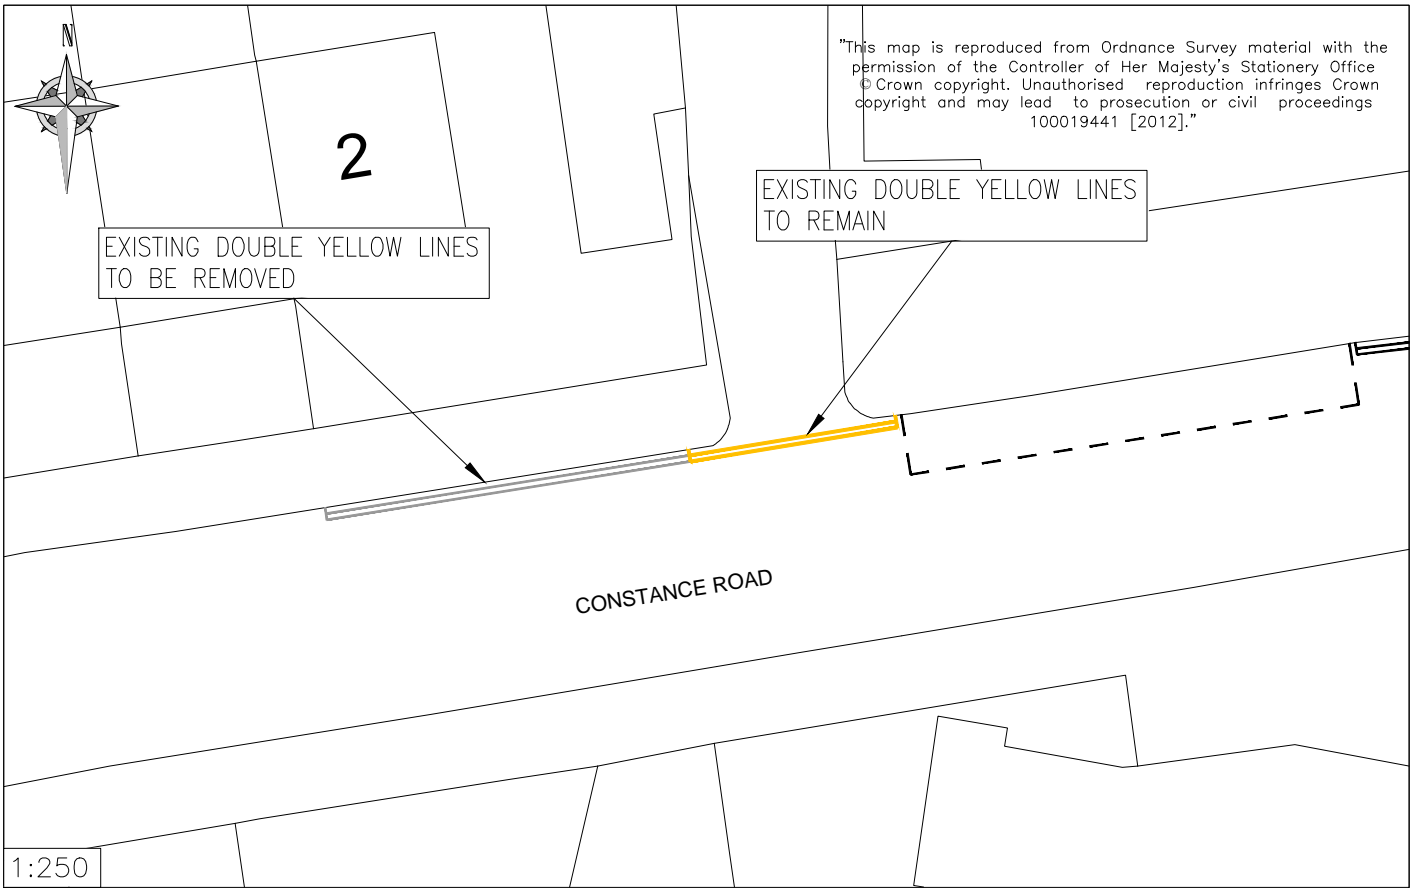 N
"This map is reproduced from Ordnance Survey material with the
permission of the Controller of Her Majesty's Stationery Office
© Crown copyright. Unauthorised reproduction infringes Crown
copyright and may lead to prosecution or civil proceedings
100019441 [2012]."
2
EXISTING DOUBLE YELLOW LINES
TO REMAIN
EXISTING DOUBLE YELLOW LINES
TO BE REMOVED
CONSTANCE ROAD
1:250